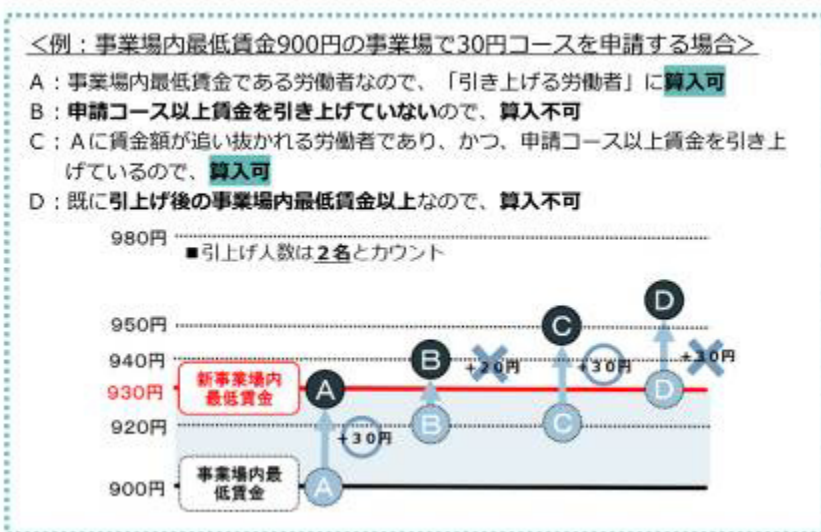 ＜例：事業場内最低賃金900円の事業場で30円コースを申請する場合＞
A：事業場内最低賃金である労働者なので、「引き上げる労働者」に算入可
B：申請コース以上賃金を引き上げていないので、算入不可
C：Aに賃金額が追い抜かれる労働者であり、かつ、申請コース以上賃金を引き上
げているので、算入可
D：既に引上げ後の事業場内最低賃金以上なので、算入不可
980円
■引上げ人数は2名とカウント
D
950円
C
940円
B
+20円
+30円
+30円
新事業場内
最低賃金
930円
A
D
920円
B
C
+30円
事業場内最
低賃金
900円
A